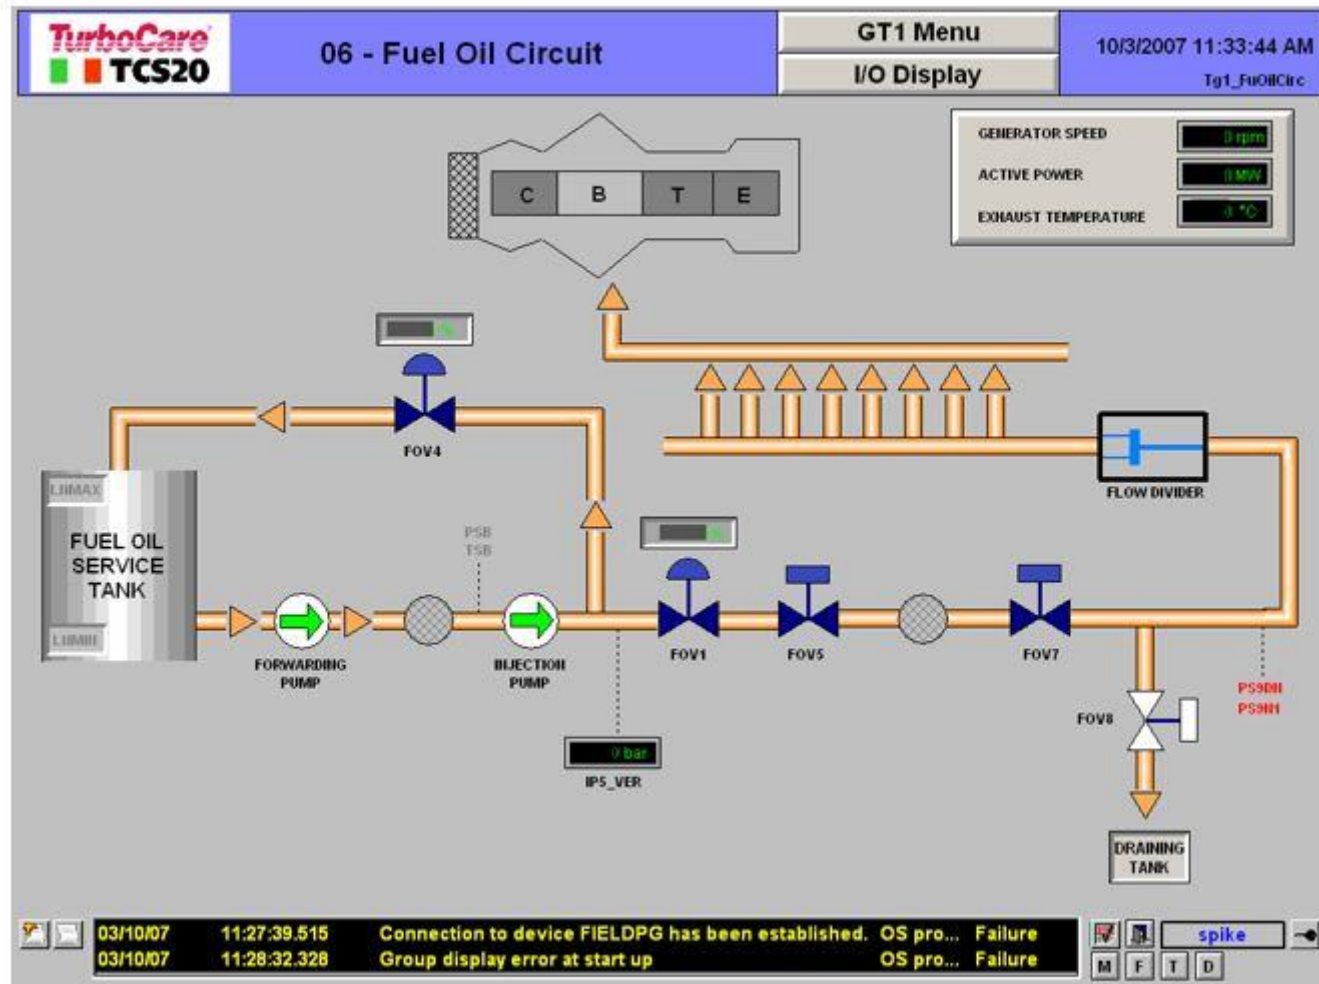 TurboCare
TCS20
06 - Fuel Oil Circuit
GT1 Menu
I/O Display
10/3/2007 11:33:44 AM
Tg1_FuOilCirc
GENERATOR SPEED
0 rpm
ACTIVE POWER
0 MW
EXHAUST TEMPERATURE
0 °C
C
B
T
E
%
FOV4
FLOW DIVIDER
FUEL OIL
SERVICE
TANK
PSB
TSB
%
FORWARDING
PUMP
INJECTION
PUMP
FOV1
FOV5
FOV7
FOV8
0 bar
IP5_VER
DRAINING
TANK
03/10/07 11:27:39.515 Connection to device FIELDPG has been established. OS pro... Failure
03/10/07 11:28:32.328 Group display error at start up OS pro... Failure
spike
M F T D